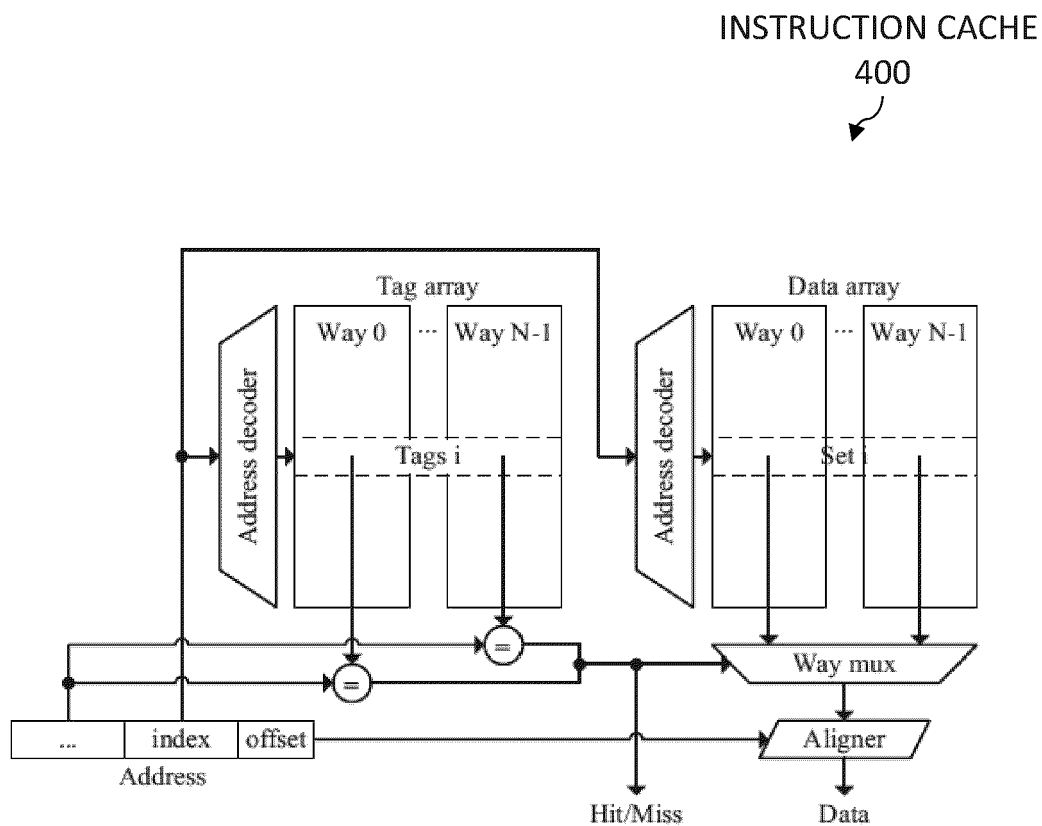 INSTRUCTION CACHE
400
Tag array
Data array
Way 0 ... Way N-1
Way 0 ... Way N-1
Address decoder
Tags i
Address decoder
Set i
=
=
Way mux
... index offset
Aligner
Address
Hit/Miss
Data